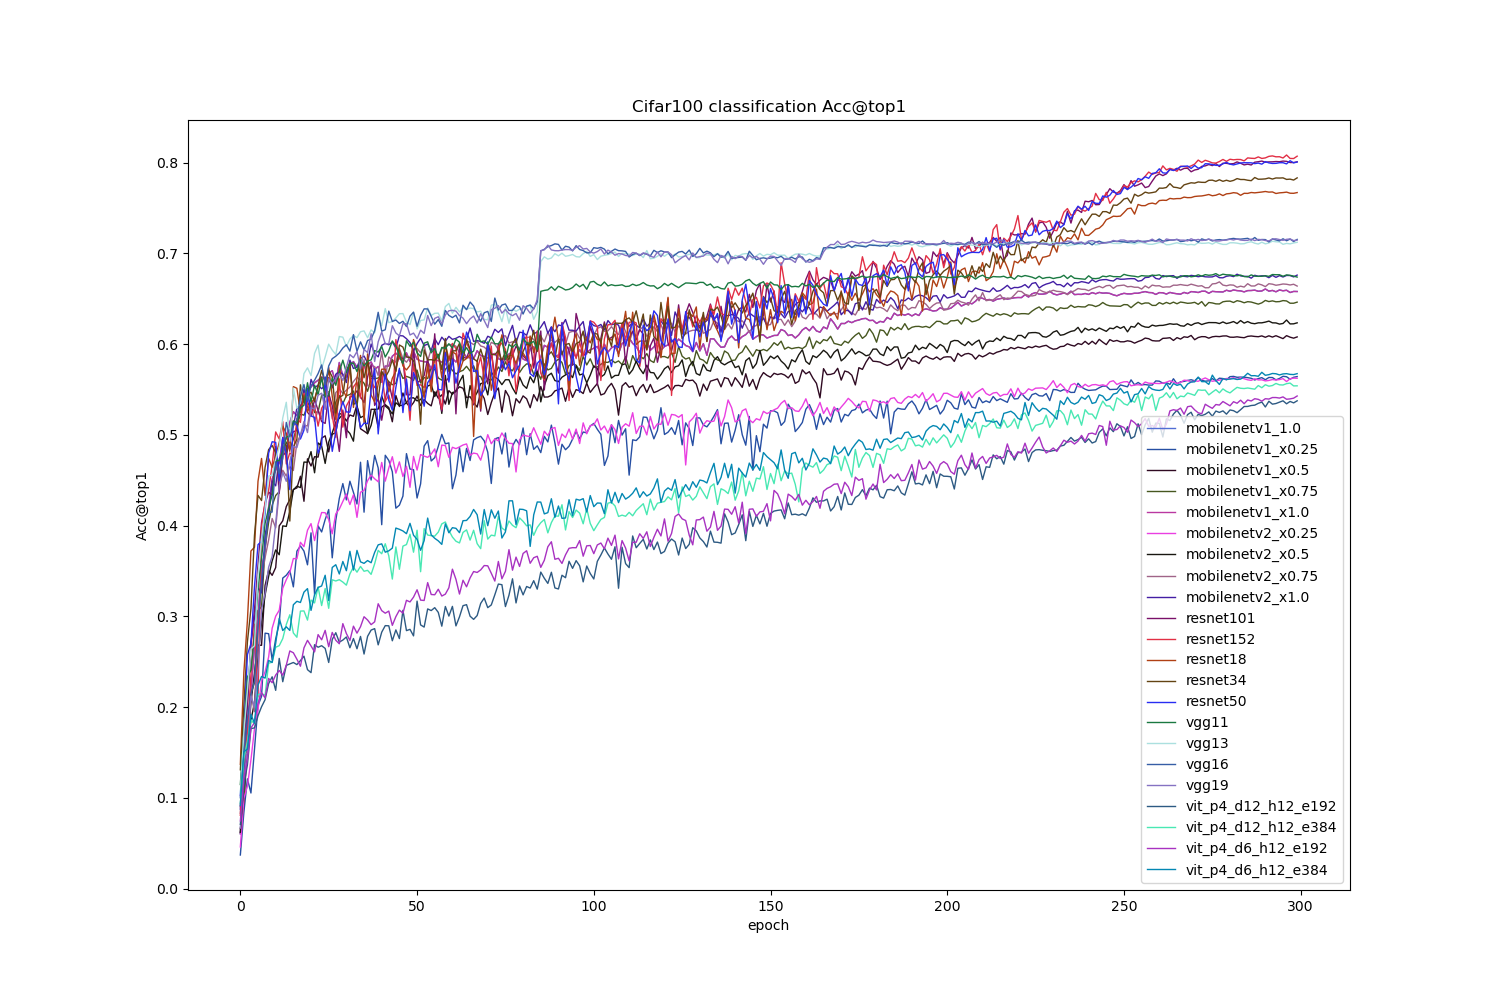 Cifar100 classification Acc@top1
Acc@top1
0.8
0.7
0.6
0.5
0.4
0.3
0.2
0.1
0.0
0
50
100
150
200
250
300
epoch
mobilenetv1_1.0
mobilenetv1_x0.25
mobilenetv1_x0.5
mobilenetv1_x0.75
mobilenetv1_x1.0
mobilenetv2_x0.25
mobilenetv2_x0.5
mobilenetv2_x0.75
mobilenetv2_x1.0
resnet101
resnet152
resnet18
resnet34
resnet50
vgg11
vgg13
vgg16
vgg19
vit_p4_d12_h12_e192
vit_p4_d12_h12_e384
vit_p4_d6_h12_e192
vit_p4_d6_h12_e384